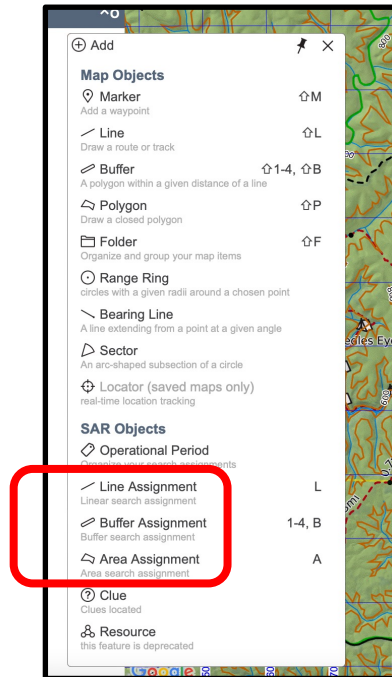 + Add
Map Objects
Marker ⇧M
Add a waypoint
Line ⇧L
Draw a route or track
Buffer ⇧1-4, ⇧B
A polygon within a given distance of a line
Polygon ⇧P
Draw a closed polygon
Folder ⇧F
Organize and group your map items
Range Ring
circles with a given radii around a chosen point
Bearing Line
A line extending from a point at a given angle
Sector
An arc-shaped subsection of a circle
Locator (saved maps only)
real-time location tracking
SAR Objects
Operational Period
Organize your search assignments
Line Assignment L
Linear search assignment
Buffer Assignment 1-4, B
Buffer search assignment
Area Assignment A
Area search assignment
Clue
Clues located
Resource
this feature is deprecated
Google
800
600